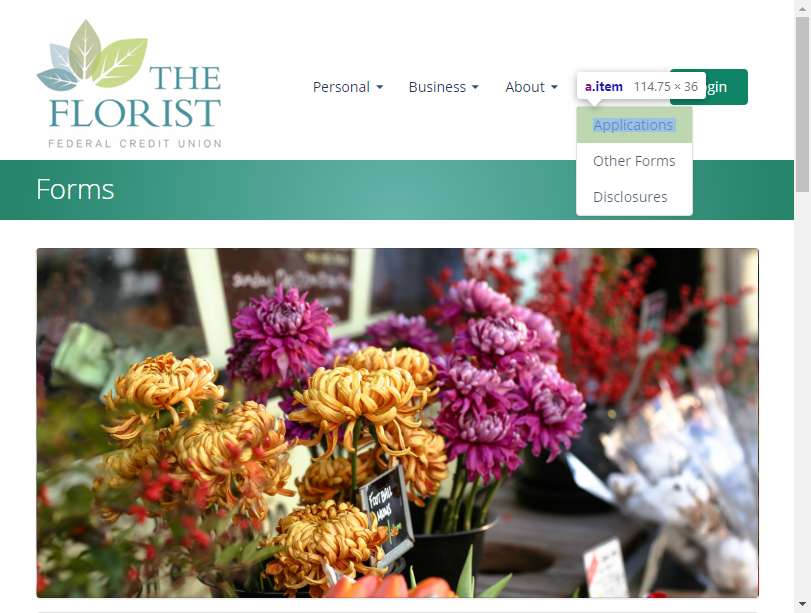 THE
FLORIST
FEDERAL CREDIT UNION
Personal
Business
About
a.item 114.75 × 36
gin
Applications
Other Forms
Disclosures
Forms
FOOTBALL
MUMS